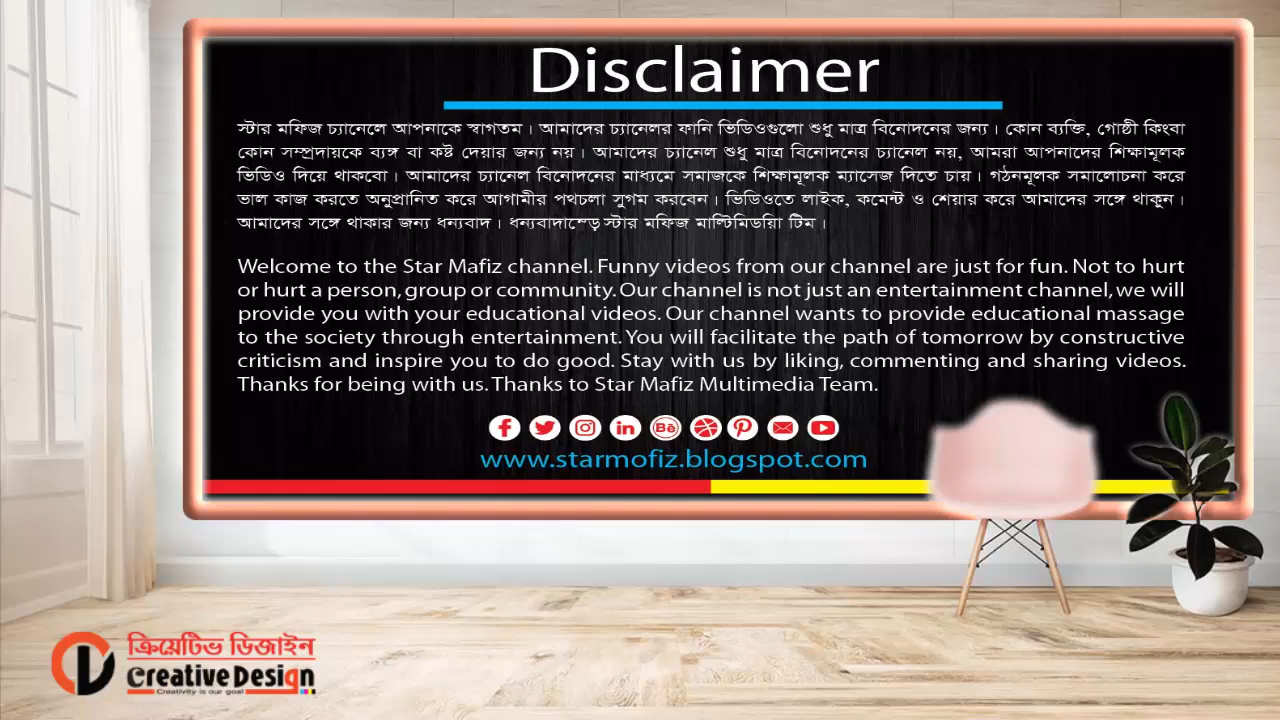 Disclaimer
স্টার মফিজ চ্যানেলে আপনাকে স্বাগতম। আমাদের চ্যানেলর ফানি ভিডিওগুলো শুধু মাত্র বিনোদনের জন্য। কোন ব্যক্তি, গোষ্ঠী কিংবা
কোন সম্প্রদায়কে ব্যঙ্গ বা কষ্ট দেয়ার জন্য নয়। আমাদের চ্যানেল শুধু মাত্র বিনোদনের চ্যানেল নয়, আমরা আপনাদের শিক্ষামূলক
ভিডিও দিয়ে থাকবো। আমাদের চ্যানেল বিনোদনের মাধ্যমে সমাজকে শিক্ষামূলক ম্যাসেজ দিতে চায়। গঠনমূলক সমালোচনা করে
ভাল কাজ করতে অনুপ্রানিত করে আগামীর পথচলা সুগম করবেন। ভিডিওতে লাইক, কমেন্ট ও শেয়ার করে আমাদের সঙ্গে থাকুন।
আমাদের সঙ্গে থাকার জন্য ধন্যবাদ। স্টার মফিজ মাল্টিমিডিয়া টিম।
Welcome to the Star Mafiz channel. Funny videos from our channel are just for fun. Not to hurt
or hurt a person, group or community. Our channel is not just an entertainment channel, we will
provide you with your educational videos. Our channel wants to provide educational massage
to the society through entertainment. You will facilitate the path of tomorrow by constructive
criticism and inspire you to do good. Stay with us by liking, commenting and sharing videos.
Thanks for being with us. Thanks to Star Mafiz Multimedia Team.
www.starmofiz.blogspot.com
ক্রিয়েটিভ ডিজাইন
Creative Design
Creativity is our goal